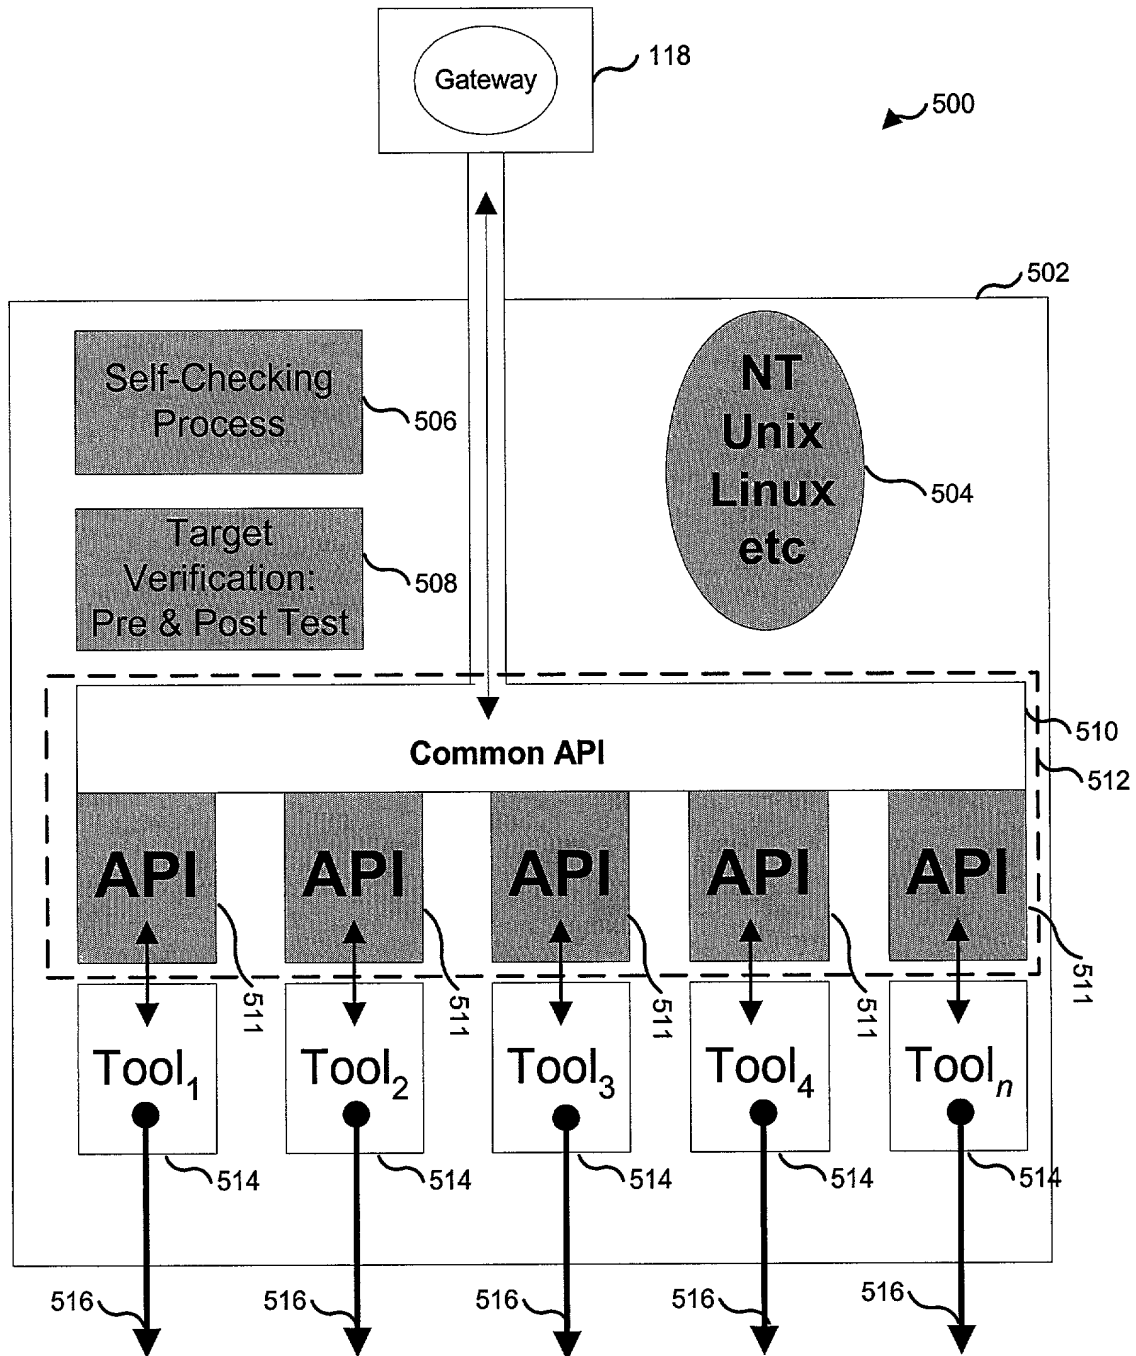 Gateway
118
500
502
Self-Checking
Process
506
NT
Unix
Linux
etc
504
Target
Verification:
Pre & Post Test
508
Common API
510
512
API
API
API
API
API
511
511
511
511
511
Tool1
Tool2
Tool3
Tool4
Tooln
514
514
514
514
514
516
516
516
516
516